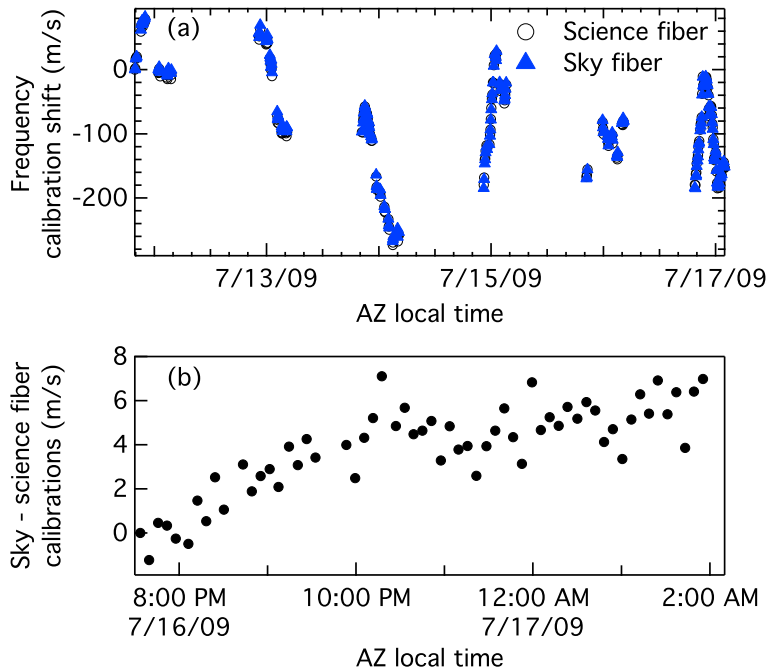 (a)
Science fiber
Sky fiber
Frequency
calibration shift (m/s)
0
-100
-200
7/13/09 7/15/09 7/17/09
AZ local time
(b)
Sky - science fiber
calibrations (m/s)
8
6
4
2
0
8:00 PM 10:00 PM 12:00 AM 2:00 AM
7/16/09 7/17/09
AZ local time